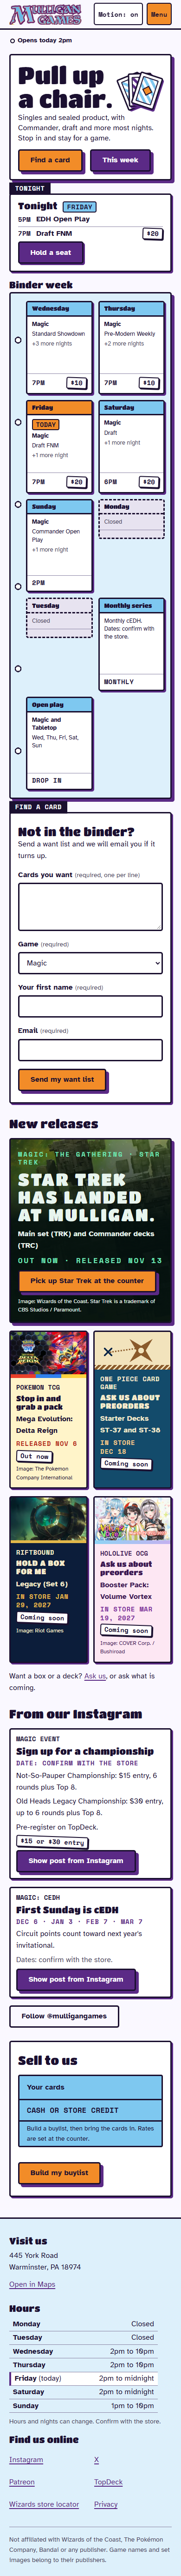 MULLIGAN GAMES
Motion: on
Menu
Opens today 2pm
Pull up
a chair.
Singles and sealed product, with
Commander, draft and more most nights.
Stop in and stay for a game.
Find a card
This week
TONIGHT
Tonight FRIDAY
5PM EDH Open Play
7PM Draft FNM $20
Hold a seat
Binder week
Wednesday
Magic
Standard Showdown
+3 more nights
7PM $10
Thursday
Magic
Pre-Modern Weekly
+2 more nights
7PM $10
Friday
TODAY
Magic
Draft FNM
+1 more night
7PM $20
Saturday
Magic
Draft
+1 more night
6PM $20
Sunday
Magic
Commander Open
Play
+1 more night
2PM
Monday
Closed
Tuesday
Closed
Monthly series
Monthly cEDH.
Dates: confirm with
the store.
MONTHLY
Open play
Magic and
Tabletop
Wed, Thu, Fri, Sat,
Sun
DROP IN
FIND A CARD
Not in the binder?
Send a want list and we will email you if it
turns up.
Cards you want (required, one per line)
Game (required)
Magic
Your first name (required)
Email (required)
Send my want list
New releases
MAGIC: THE GATHERING · STAR
TREK
STAR TREK
HAS LANDED
AT MULLIGAN.
Main set (TRK) and Commander decks
(TRC)
OUT NOW · RELEASED NOV 13
Pick up Star Trek at the counter
Image: Wizards of the Coast. Star Trek is a trademark of
CBS Studios / Paramount.
POKEMON TCG
Stop in and
grab a pack
Mega Evolution:
Delta Reign
RELEASED NOV 6
Out now
Image: The Pokemon
Company International
ONE PIECE CARD
GAME
ASK US ABOUT
PREORDERS
Starter Decks
ST-37 and ST-38
IN STORE
DEC 18
Coming soon
RIFTBOUND
HOLD A BOX
FOR ME
Legacy (Set 6)
IN STORE JAN
29, 2027
Coming soon
Image: Riot Games
HOLOLIVE OCG
Ask us about
preorders
Booster Pack:
Volume Vortex
IN STORE MAR
19, 2027
Coming soon
Image: COVER Corp. /
Bushiroad
Want a box or a deck? Ask us, or ask what is
coming.
From our Instagram
MAGIC EVENT
Sign up for a championship
DATE: CONFIRM WITH THE STORE
Not-So-Pauper Championship: $15 entry, 6
rounds plus Top 8.
Old Heads Legacy Championship: $30 entry,
up to 6 rounds plus Top 8.
Pre-register on TopDeck.
$15 or $30 entry
Show post from Instagram
MAGIC: CEDH
First Sunday is cEDH
DEC 6 · JAN 3 · FEB 7 · MAR 7
Circuit points count toward next year's
invitational.
Dates: confirm with the store.
Show post from Instagram
Follow @mulligangames
Sell to us
Your cards
CASH OR STORE CREDIT
Build a buylist, then bring the cards in. Rates
are set at the counter.
Build my buylist
Visit us
445 York Road
Warminster, PA 18974
Open in Maps
Hours
Monday Closed
Tuesday Closed
Wednesday 2pm to 10pm
Thursday 2pm to 10pm
Friday (today) 2pm to midnight
Saturday 2pm to midnight
Sunday 1pm to 10pm
Hours and nights can change. Confirm with the store.
Find us online
Instagram
X
Patreon
TopDeck
Wizards store locator
Privacy
Not affiliated with Wizards of the Coast, The Pokémon
Company, Bandai or any publisher. Game names and set
images belong to their publishers.